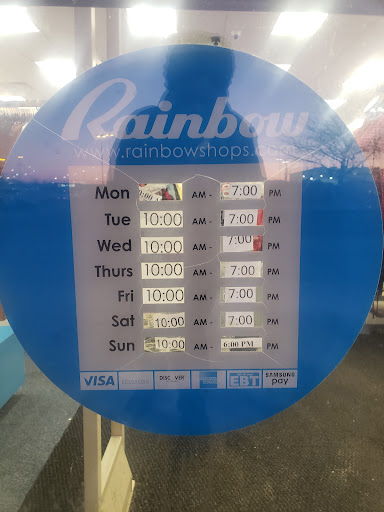 Rainbow
www.rainbowshops.com
Mon AM - 7:00 PM
Tue 10:00 AM - 7:00 PM
Wed 10:00 AM - 7:00 PM
Thurs 10:00 AM - 7:00 PM
Fri 10:00 AM - 7:00 PM
Sat 10:00 AM - 7:00 PM
Sun 10:00 AM - 6:00 PM PM
VISA DISCOVER EBT SAMSUNG pay